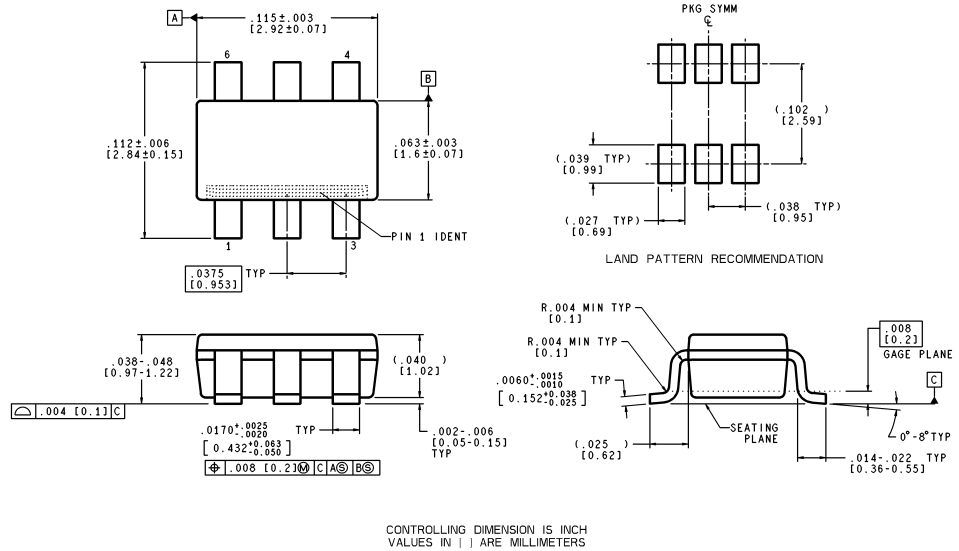 A
.115±.003
[2.92±0.07]
6
4
B
.112±.006
[2.84±0.15]
.063±.003
[1.6±0.07]
PIN 1 IDENT
1
3
.0375
[0.953]
TYP
PKG SYMM
℄
(.102 )
[2.59]
(.039 TYP)
[0.99]
(.027 TYP)
[0.69]
(.038 TYP)
[0.95]
LAND PATTERN RECOMMENDATION
.038-.048
[0.97-1.22]
(.040 )
[1.02]
⌓ .004 [0.1] C
.0170+.0025 -.0020 TYP
[0.432+0.063 -0.050]
⌖ .008 [0.2]Ⓜ C AⓈ BⓈ
.002-.006
[0.05-0.15]
TYP
R.004 MIN TYP
[0.1]
R.004 MIN TYP
[0.1]
.0060+.0015 -.0010 TYP
[0.152+0.038 -0.025]
(.025 )
[0.62]
SEATING
PLANE
.008
[0.2]
GAGE PLANE
C
0°-8° TYP
.014-.022 TYP
[0.36-0.55]
CONTROLLING DIMENSION IS INCH
VALUES IN [ ] ARE MILLIMETERS